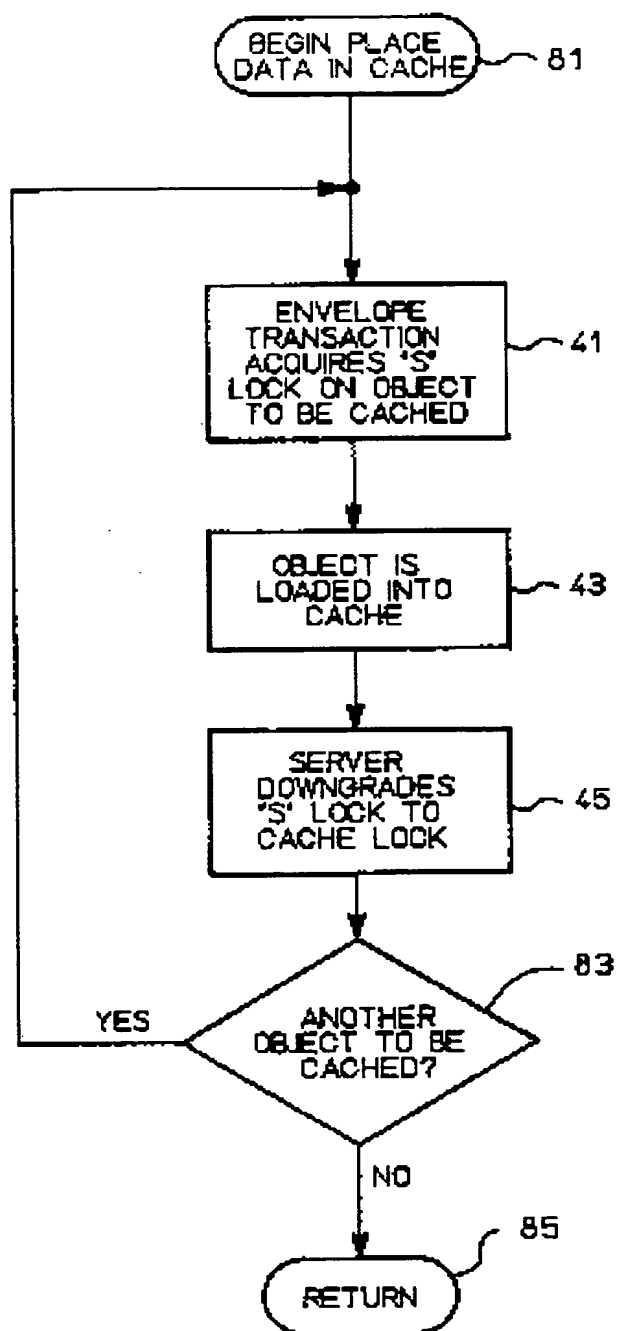 BEGIN PLACE
DATA IN CACHE
81
ENVELOPE
TRANSACTION
ACQUIRES 'S'
LOCK ON OBJECT
TO BE CACHED
41
OBJECT IS
LOADED INTO
CACHE
43
SERVER
DOWNGRADES
'S' LOCK TO
CACHE LOCK
45
83
YES
ANOTHER
OBJECT TO BE
CACHED?
NO
85
RETURN